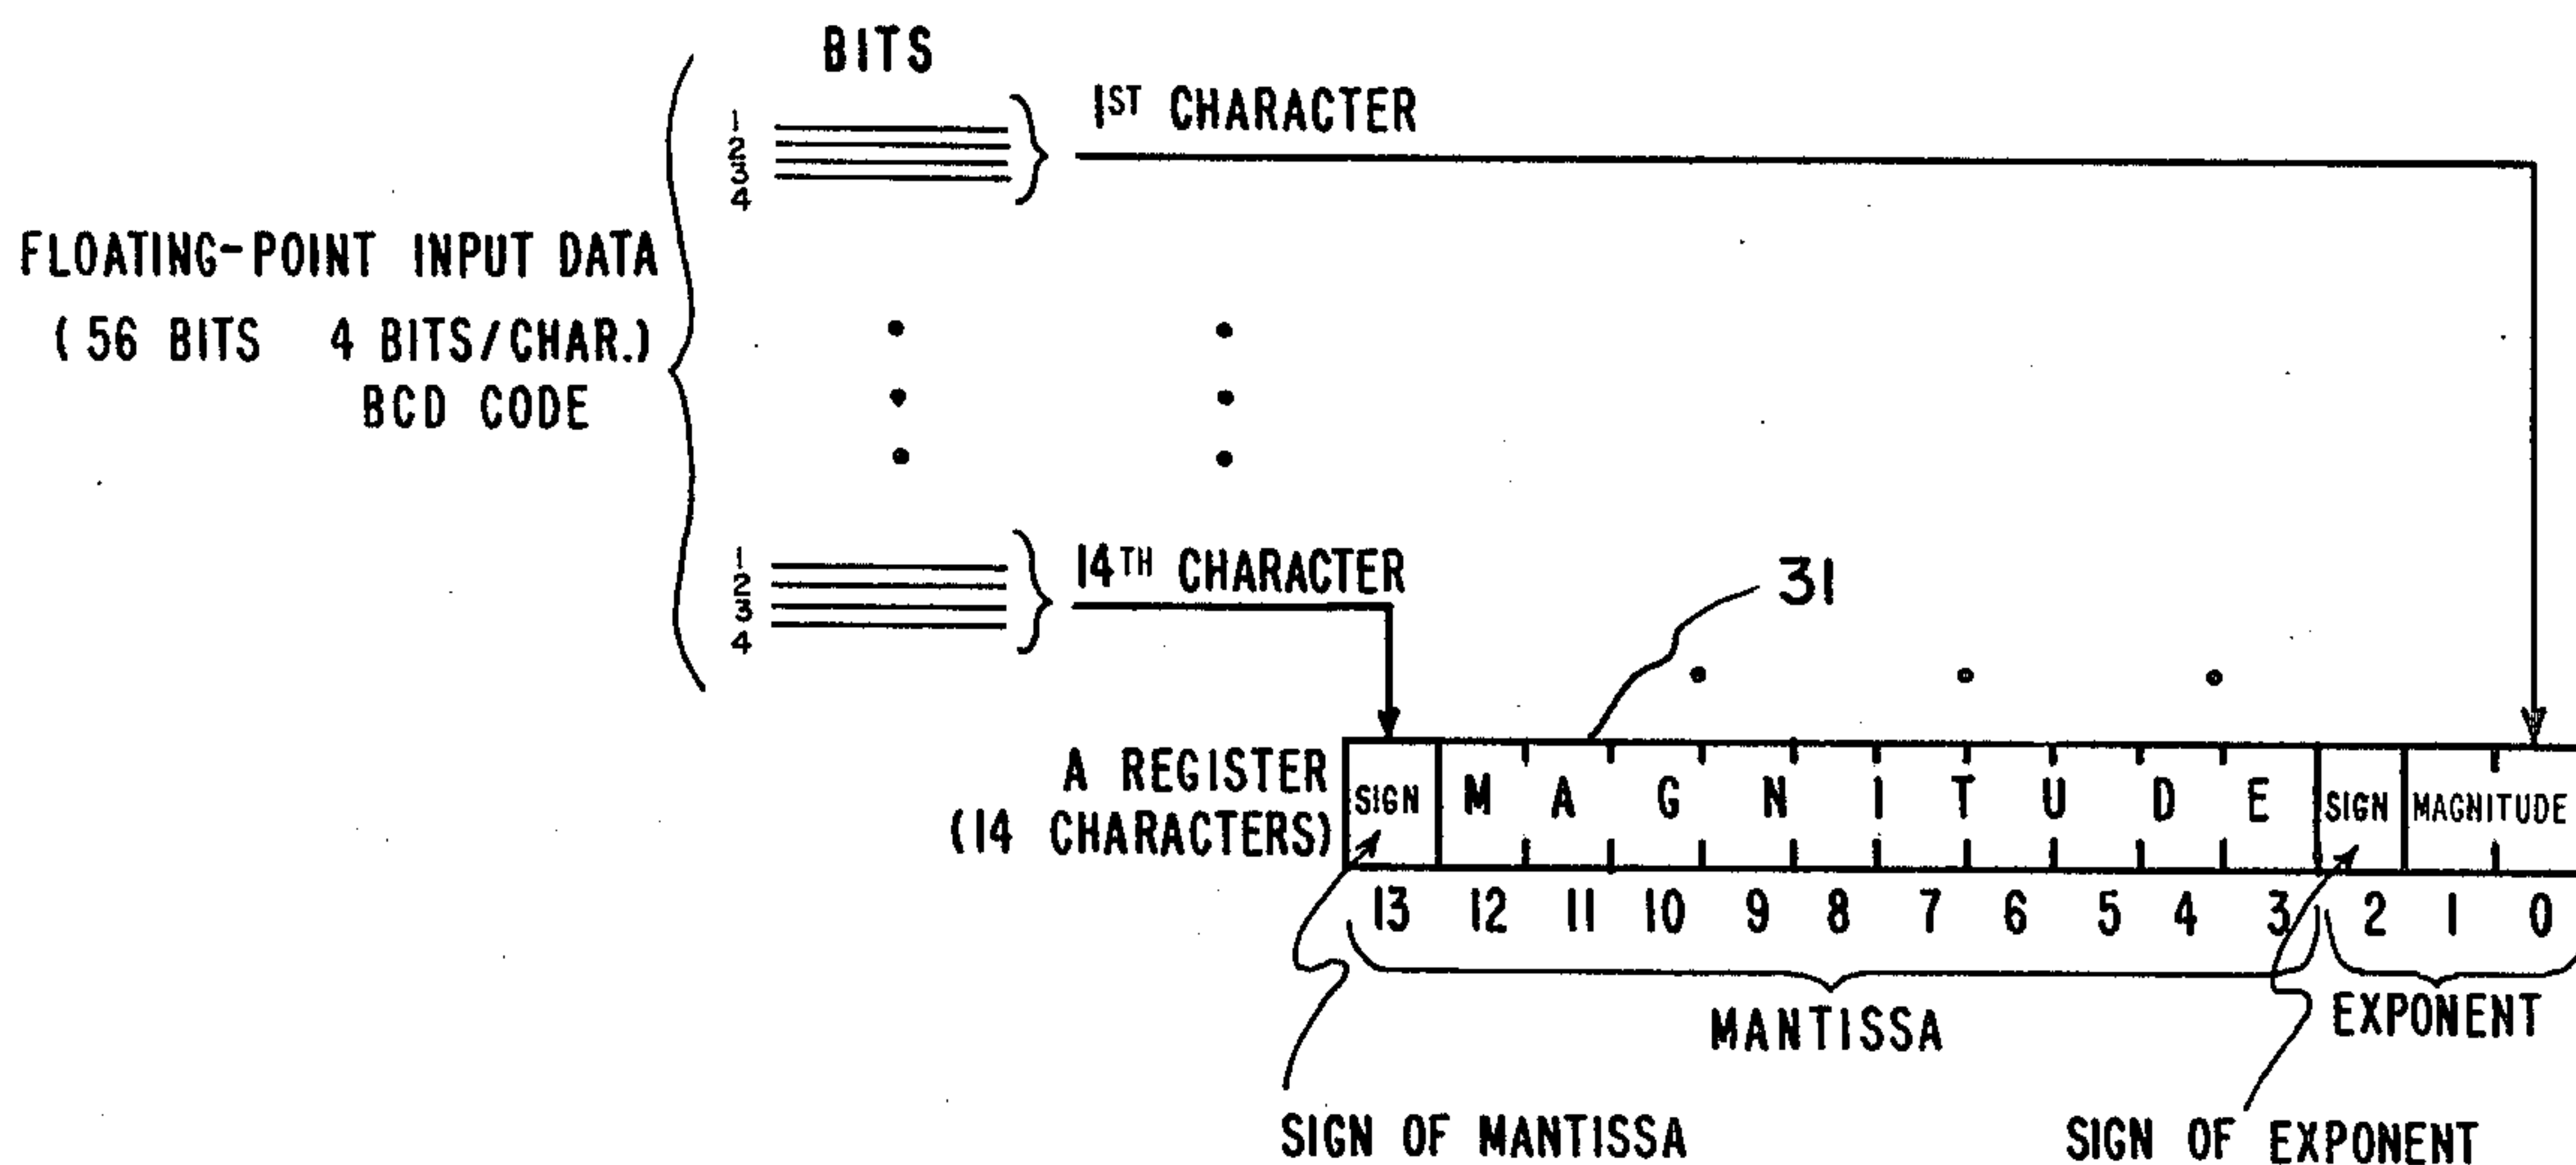 BITS
1ST CHARACTER
1
2
3
4
FLOATING-POINT INPUT DATA
(56 BITS 4 BITS/CHAR.)
BCD CODE
14TH CHARACTER
1
2
3
4
31
A REGISTER
(14 CHARACTERS)
SIGN M A G N I T U D E SIGN MAGNITUDE
13 12 11 10 9 8 7 6 5 4 3 2 1 0
MANTISSA
EXPONENT
SIGN OF MANTISSA
SIGN OF EXPONENT